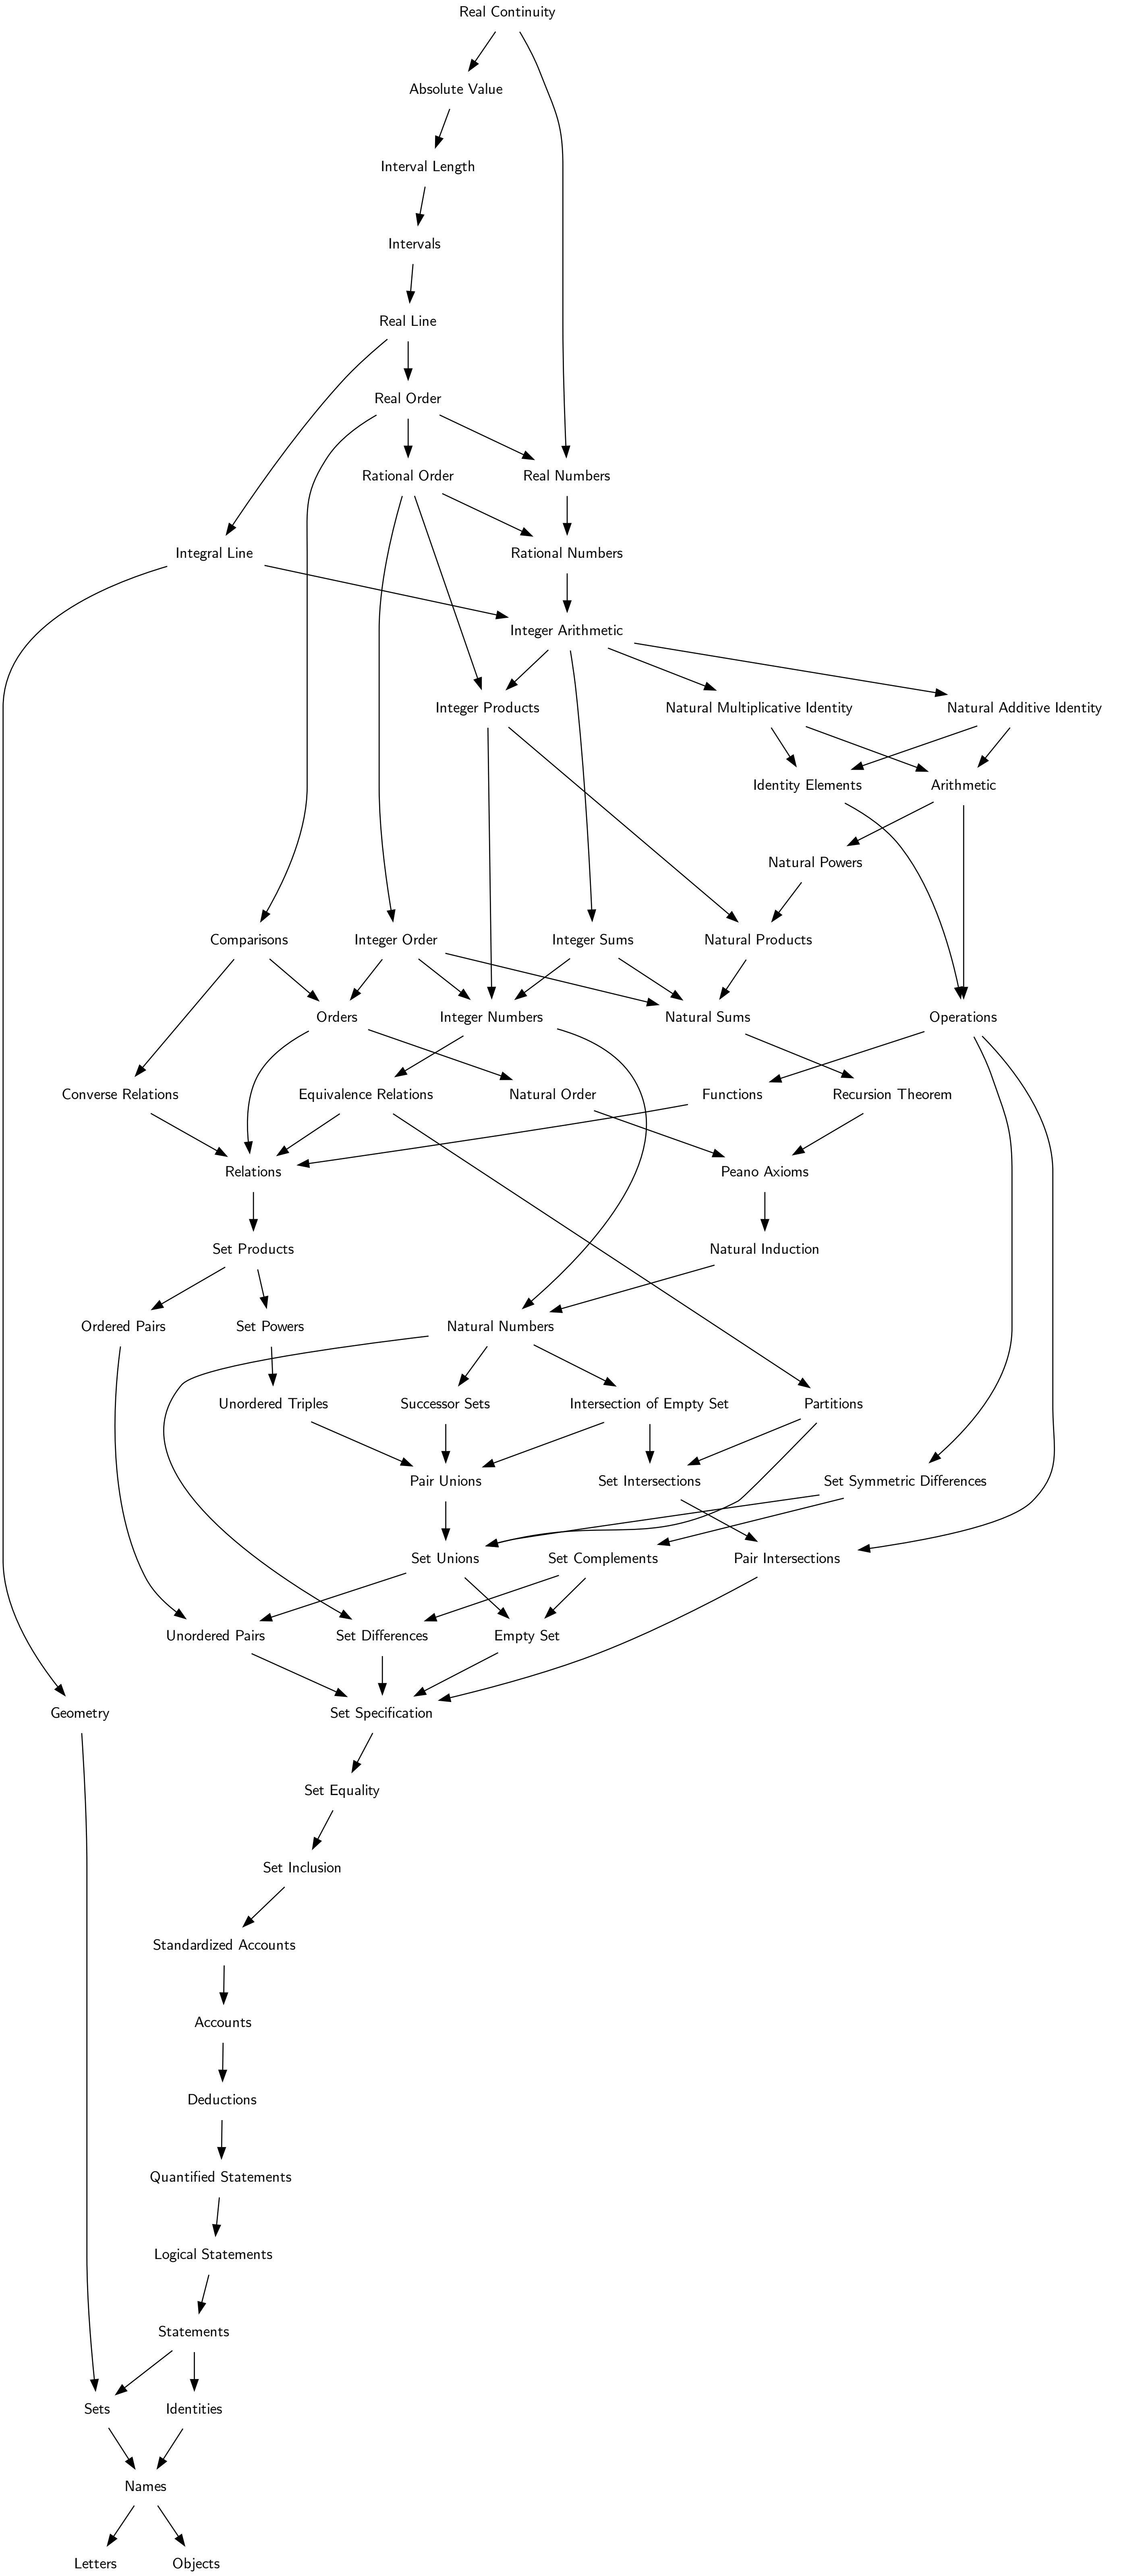 Real Continuity
Absolute Value
Interval Length
Intervals
Real Line
Real Order
Rational Order
Real Numbers
Integral Line
Rational Numbers
Integer Arithmetic
Integer Products
Natural Multiplicative Identity
Natural Additive Identity
Identity Elements
Arithmetic
Natural Powers
Comparisons
Integer Order
Integer Sums
Natural Products
Orders
Integer Numbers
Natural Sums
Operations
Converse Relations
Equivalence Relations
Natural Order
Functions
Recursion Theorem
Relations
Peano Axioms
Set Products
Natural Induction
Ordered Pairs
Set Powers
Natural Numbers
Unordered Triples
Successor Sets
Intersection of Empty Set
Partitions
Pair Unions
Set Intersections
Set Symmetric Differences
Set Unions
Set Complements
Pair Intersections
Unordered Pairs
Set Differences
Empty Set
Geometry
Set Specification
Set Equality
Set Inclusion
Standardized Accounts
Accounts
Deductions
Quantified Statements
Logical Statements
Statements
Sets
Identities
Names
Letters
Objects